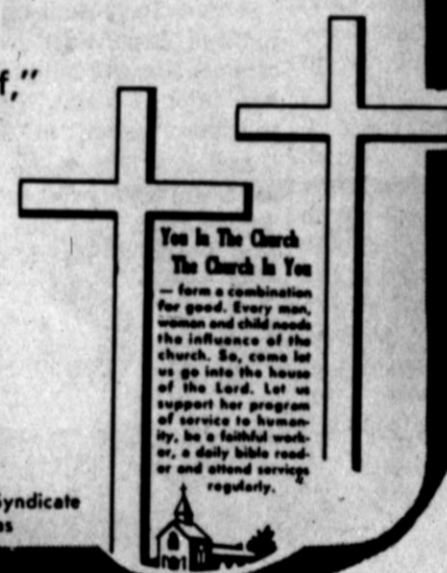 f,"
You In The Church
The Church In You
— form a combination
for good. Every man,
woman and child needs
the influence of the
church. So, come let
us go into the house
of the Lord. Let us
support her program
of service to human-
ity, be a faithful work-
er, a daily bible read-
er and attend services
regularly.
Syndicate
as